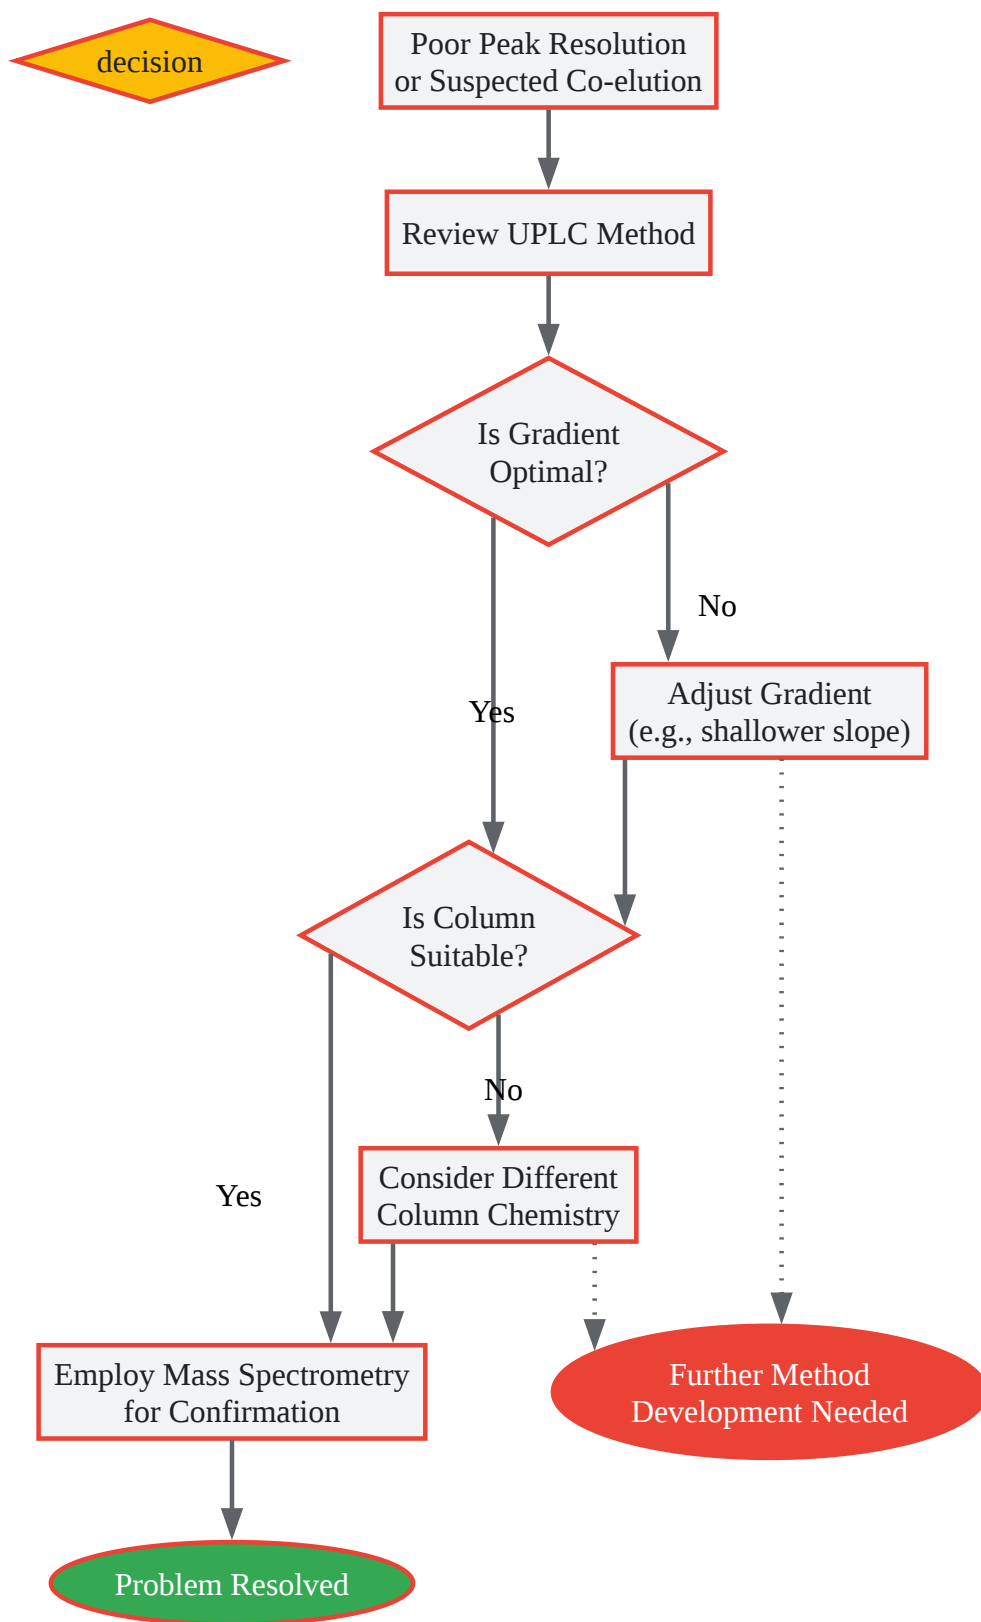 decision
Poor Peak Resolution
or Suspected Co-elution
Review UPLC Method
Is Gradient
Optimal?
No
Yes
Adjust Gradient
(e.g., shallower slope)
Is Column
Suitable?
No
Yes
Consider Different
Column Chemistry
Employ Mass Spectrometry
for Confirmation
Further Method
Development Needed
Problem Resolved